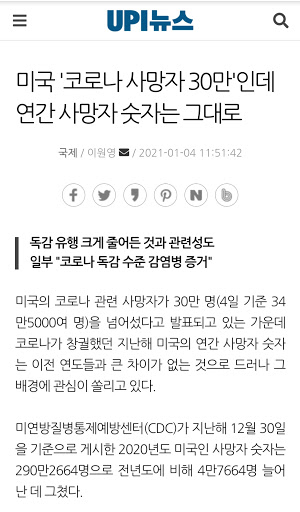 UPI뉴스
미국 '코로나 사망자 30만'인데
연간 사망자 숫자는 그대로
국제 / 이원영 / 2021-01-04 11:51:42
독감 유행 크게 줄어든 것과 관련성도
일부 "코로나 독감 수준 감염병 증거"
미국의 코로나 관련 사망자가 30만 명(4일 기준 34
만5000여 명)을 넘어섰다고 발표되고 있는 가운데
코로나가 창궐했던 지난해 미국의 연간 사망자 숫자
는 이전 연도들과 큰 차이가 없는 것으로 드러나 그
배경에 관심이 쏠리고 있다.
미연방질병통제예방센터(CDC)가 지난해 12월 30일
을 기준으로 게시한 2020년도 미국인 사망자 숫자는
290만2664명으로 전년도에 비해 4만7664명 늘어
난 데 그쳤다.